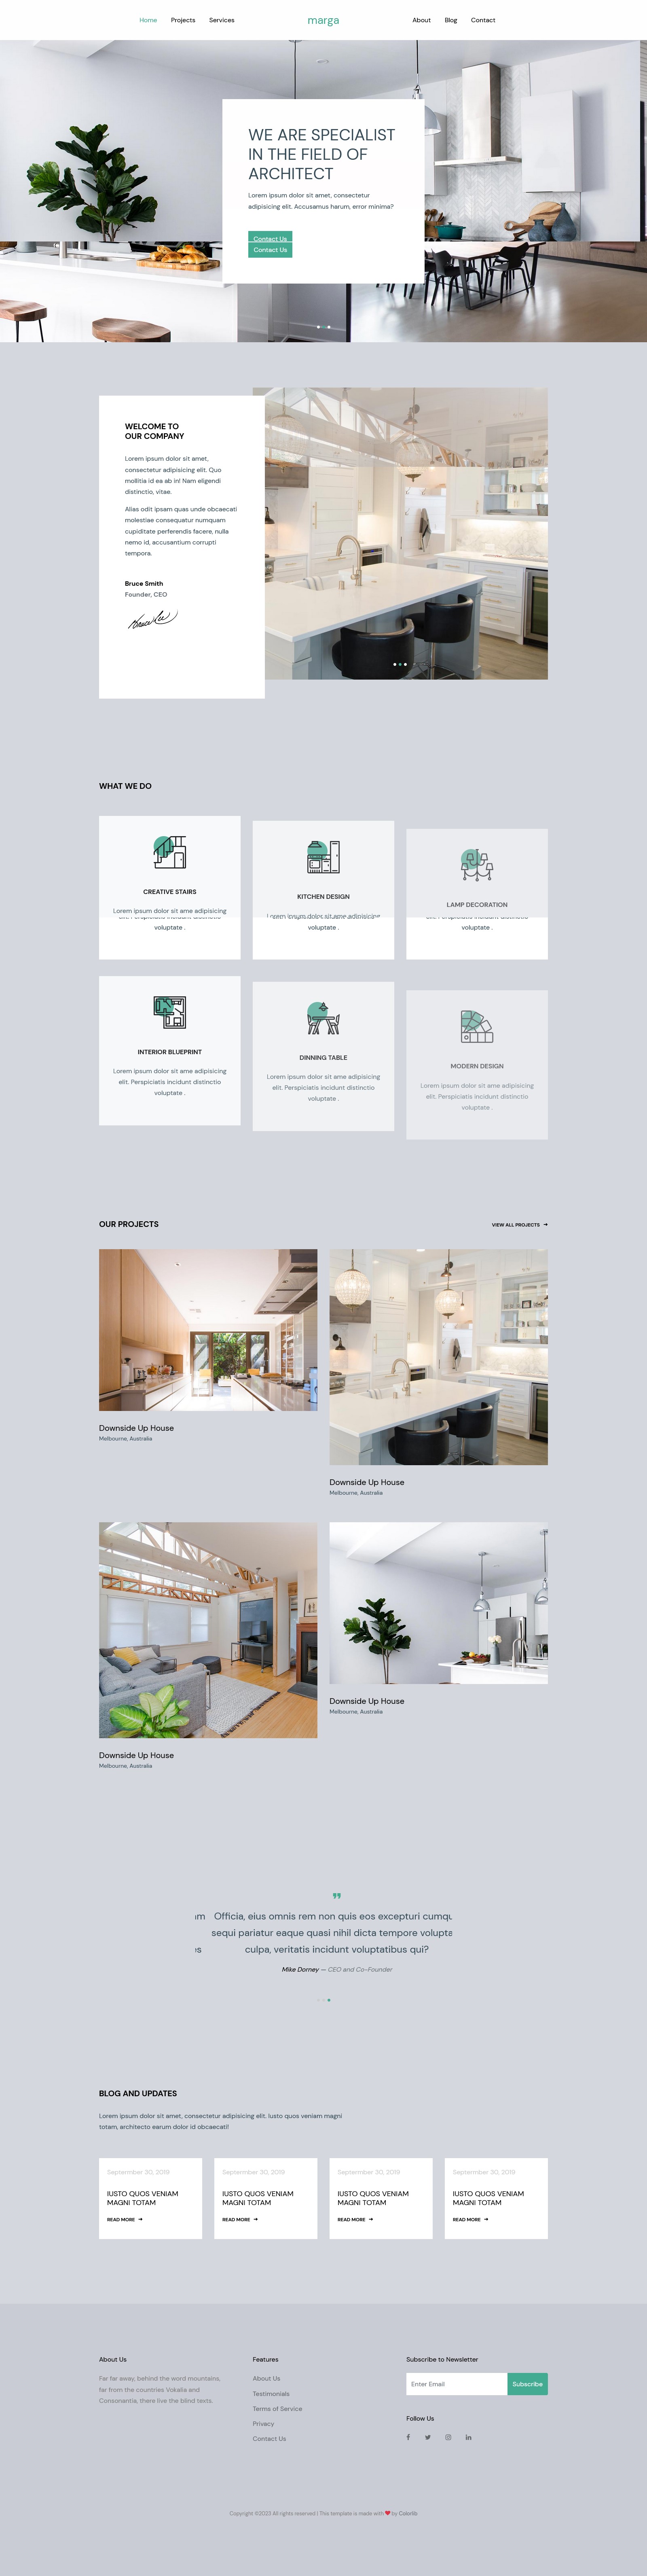 Home Projects Services marga About Blog Contact
WE ARE SPECIALIST
IN THE FIELD OF
ARCHITECT
Lorem ipsum dolor sit amet, consectetur
adipisicing elit. Accusamus harum, error minima?
Contact Us
Contact Us
WELCOME TO
OUR COMPANY
Lorem ipsum dolor sit amet,
consectetur adipisicing elit. Quo
mollitia id ea ab in! Nam eligendi
distinctio, vitae.
Alias odit ipsam quas unde obcaecati
molestiae consequatur numquam
cupiditate perferendis facere, nulla
nemo id, accusantium corrupti
tempora.
Bruce Smith
Founder, CEO
WHAT WE DO
CREATIVE STAIRS
Lorem ipsum dolor sit ame adipisicing
elit. Perspiciatis incidunt distinctio
voluptate .
KITCHEN DESIGN
Lorem ipsum dolor sit ame adipisicing
voluptate .
LAMP DECORATION
elit. Perspiciatis incidunt distinctio
voluptate .
INTERIOR BLUEPRINT
Lorem ipsum dolor sit ame adipisicing
elit. Perspiciatis incidunt distinctio
voluptate .
DINNING TABLE
Lorem ipsum dolor sit ame adipisicing
elit. Perspiciatis incidunt distinctio
voluptate .
MODERN DESIGN
Lorem ipsum dolor sit ame adipisicing
elit. Perspiciatis incidunt distinctio
voluptate .
OUR PROJECTS
VIEW ALL PROJECTS
Downside Up House
Melbourne, Australia
Downside Up House
Melbourne, Australia
Downside Up House
Melbourne, Australia
Downside Up House
Melbourne, Australia
Officia, eius omnis rem non quis eos excepturi cumqu
sequi pariatur eaque quasi nihil dicta tempore volupta
culpa, veritatis incidunt voluptatibus qui?
Mike Dorney — CEO and Co-Founder
BLOG AND UPDATES
Lorem ipsum dolor sit amet, consectetur adipisicing elit. Iusto quos veniam magni
totam, architecto earum dolor id obcaecati!
Septermber 30, 2019
IUSTO QUOS VENIAM
MAGNI TOTAM
READ MORE
Septermber 30, 2019
IUSTO QUOS VENIAM
MAGNI TOTAM
READ MORE
Septermber 30, 2019
IUSTO QUOS VENIAM
MAGNI TOTAM
READ MORE
Septermber 30, 2019
IUSTO QUOS VENIAM
MAGNI TOTAM
READ MORE
About Us
Far far away, behind the word mountains,
far from the countries Vokalia and
Consonantia, there live the blind texts.
Features
About Us
Testimonials
Terms of Service
Privacy
Contact Us
Subscribe to Newsletter
Enter Email Subscribe
Follow Us
Copyright ©2023 All rights reserved | This template is made with by Colorlib